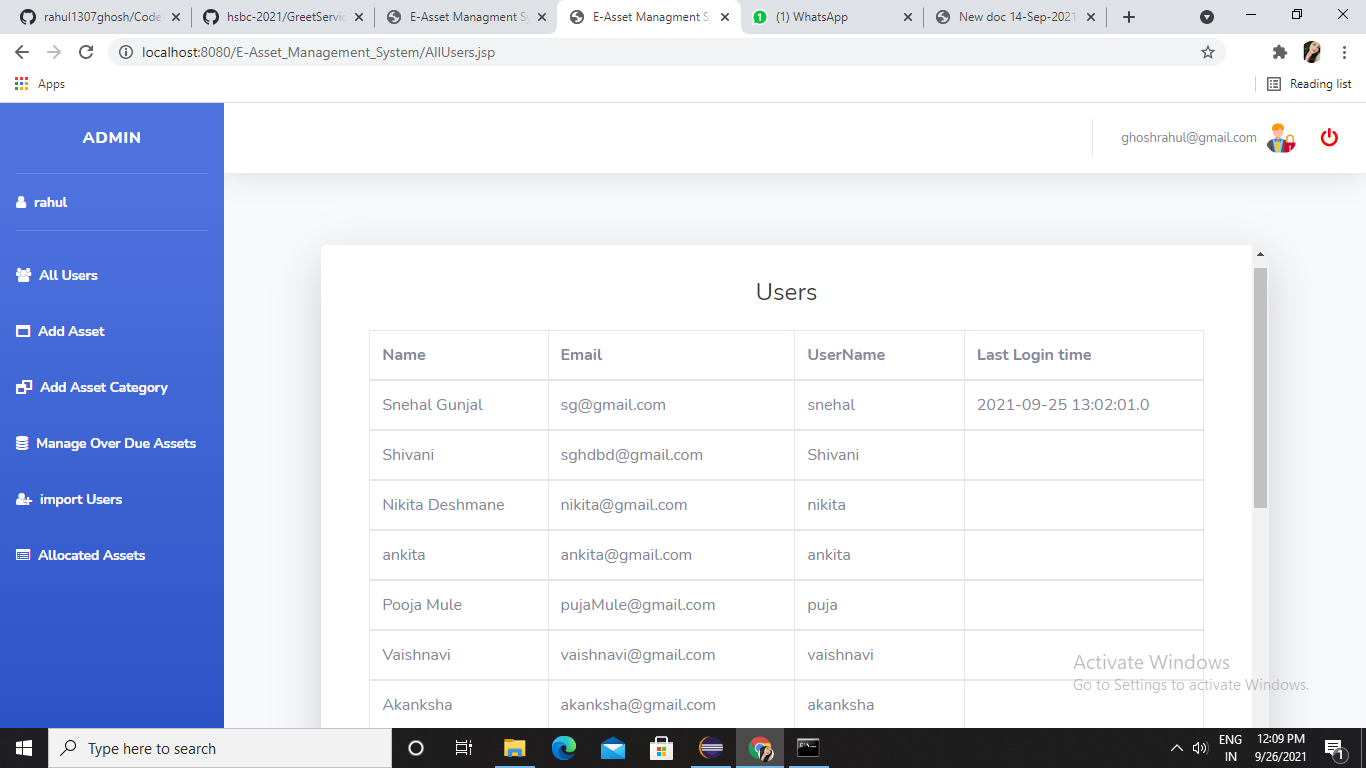 rahul1307ghosh/Code
hsbc-2021/GreetServic
E-Asset Managment S
E-Asset Managment S
(1) WhatsApp
New doc 14-Sep-2021
localhost:8080/E-Asset_Management_System/AllUsers.jsp
Apps
Reading list
ADMIN
ghoshrahul@gmail.com
rahul
All Users
Add Asset
Add Asset Category
Manage Over Due Assets
import Users
Allocated Assets
Users
Name Email UserName Last Login time
Snehal Gunjal sg@gmail.com snehal 2021-09-25 13:02:01.0
Shivani sghdbd@gmail.com Shivani
Nikita Deshmane nikita@gmail.com nikita
ankita ankita@gmail.com ankita
Pooja Mule pujaMule@gmail.com puja
Vaishnavi vaishnavi@gmail.com vaishnavi
Akanksha akanksha@gmail.com akanksha
Activate Windows
Go to Settings to activate Windows.
Type here to search
ENG
IN
12:09 PM
9/26/2021
1